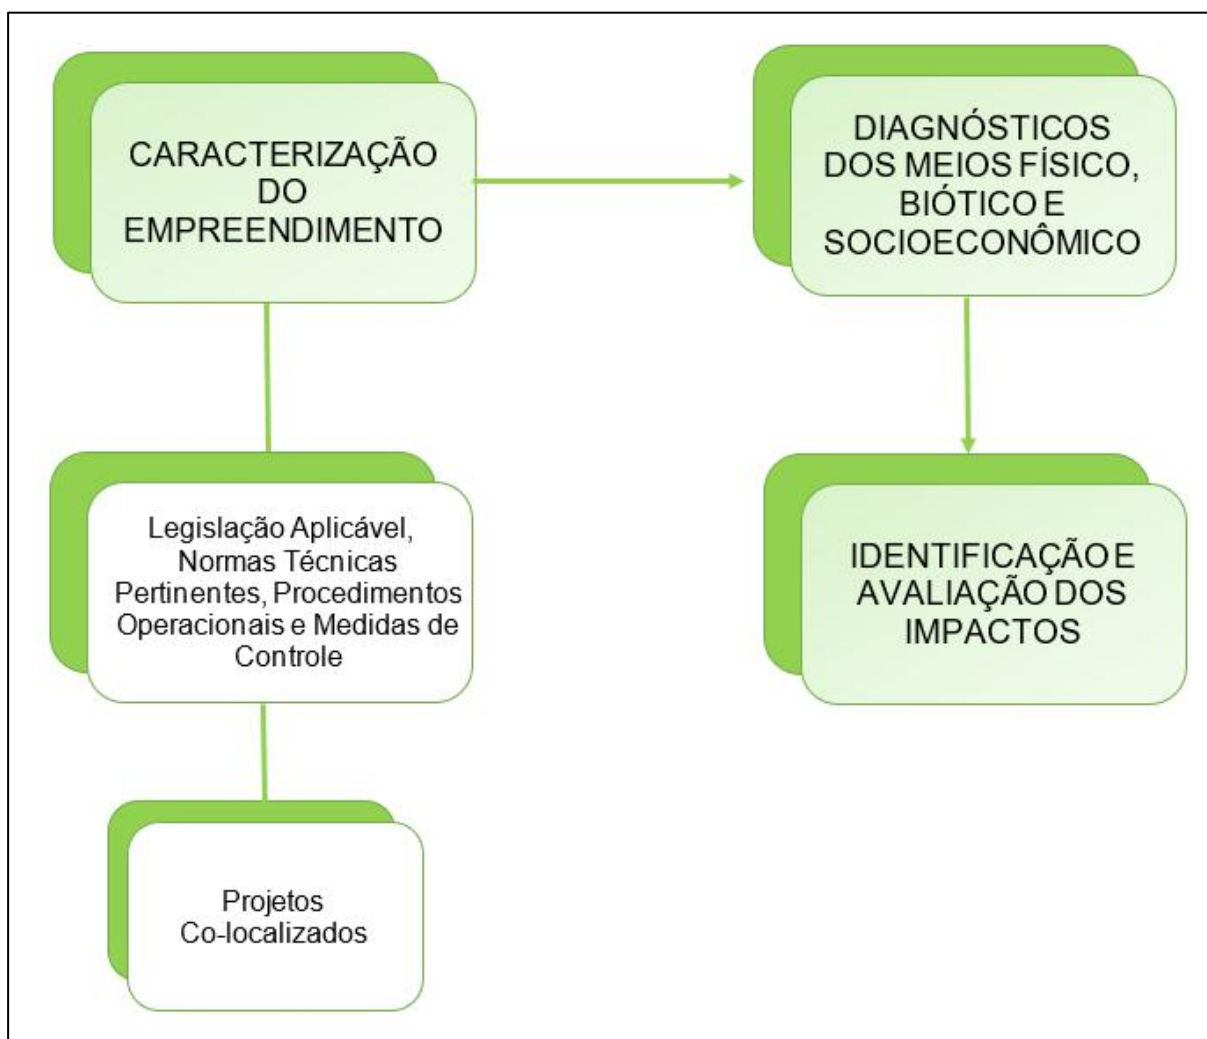 CARACTERIZAÇÃO
DO
EMPREENDIMENTO
DIAGNÓSTICOS
DOS MEIOS FÍSICO,
BIÓTICO E
SOCIOECONÔMICO
Legislação Aplicável,
Normas Técnicas
Pertinentes, Procedimentos
Operacionais e Medidas de
Controle
IDENTIFICAÇÃO E
AVALIAÇÃO DOS
IMPACTOS
Projetos
Co-localizados